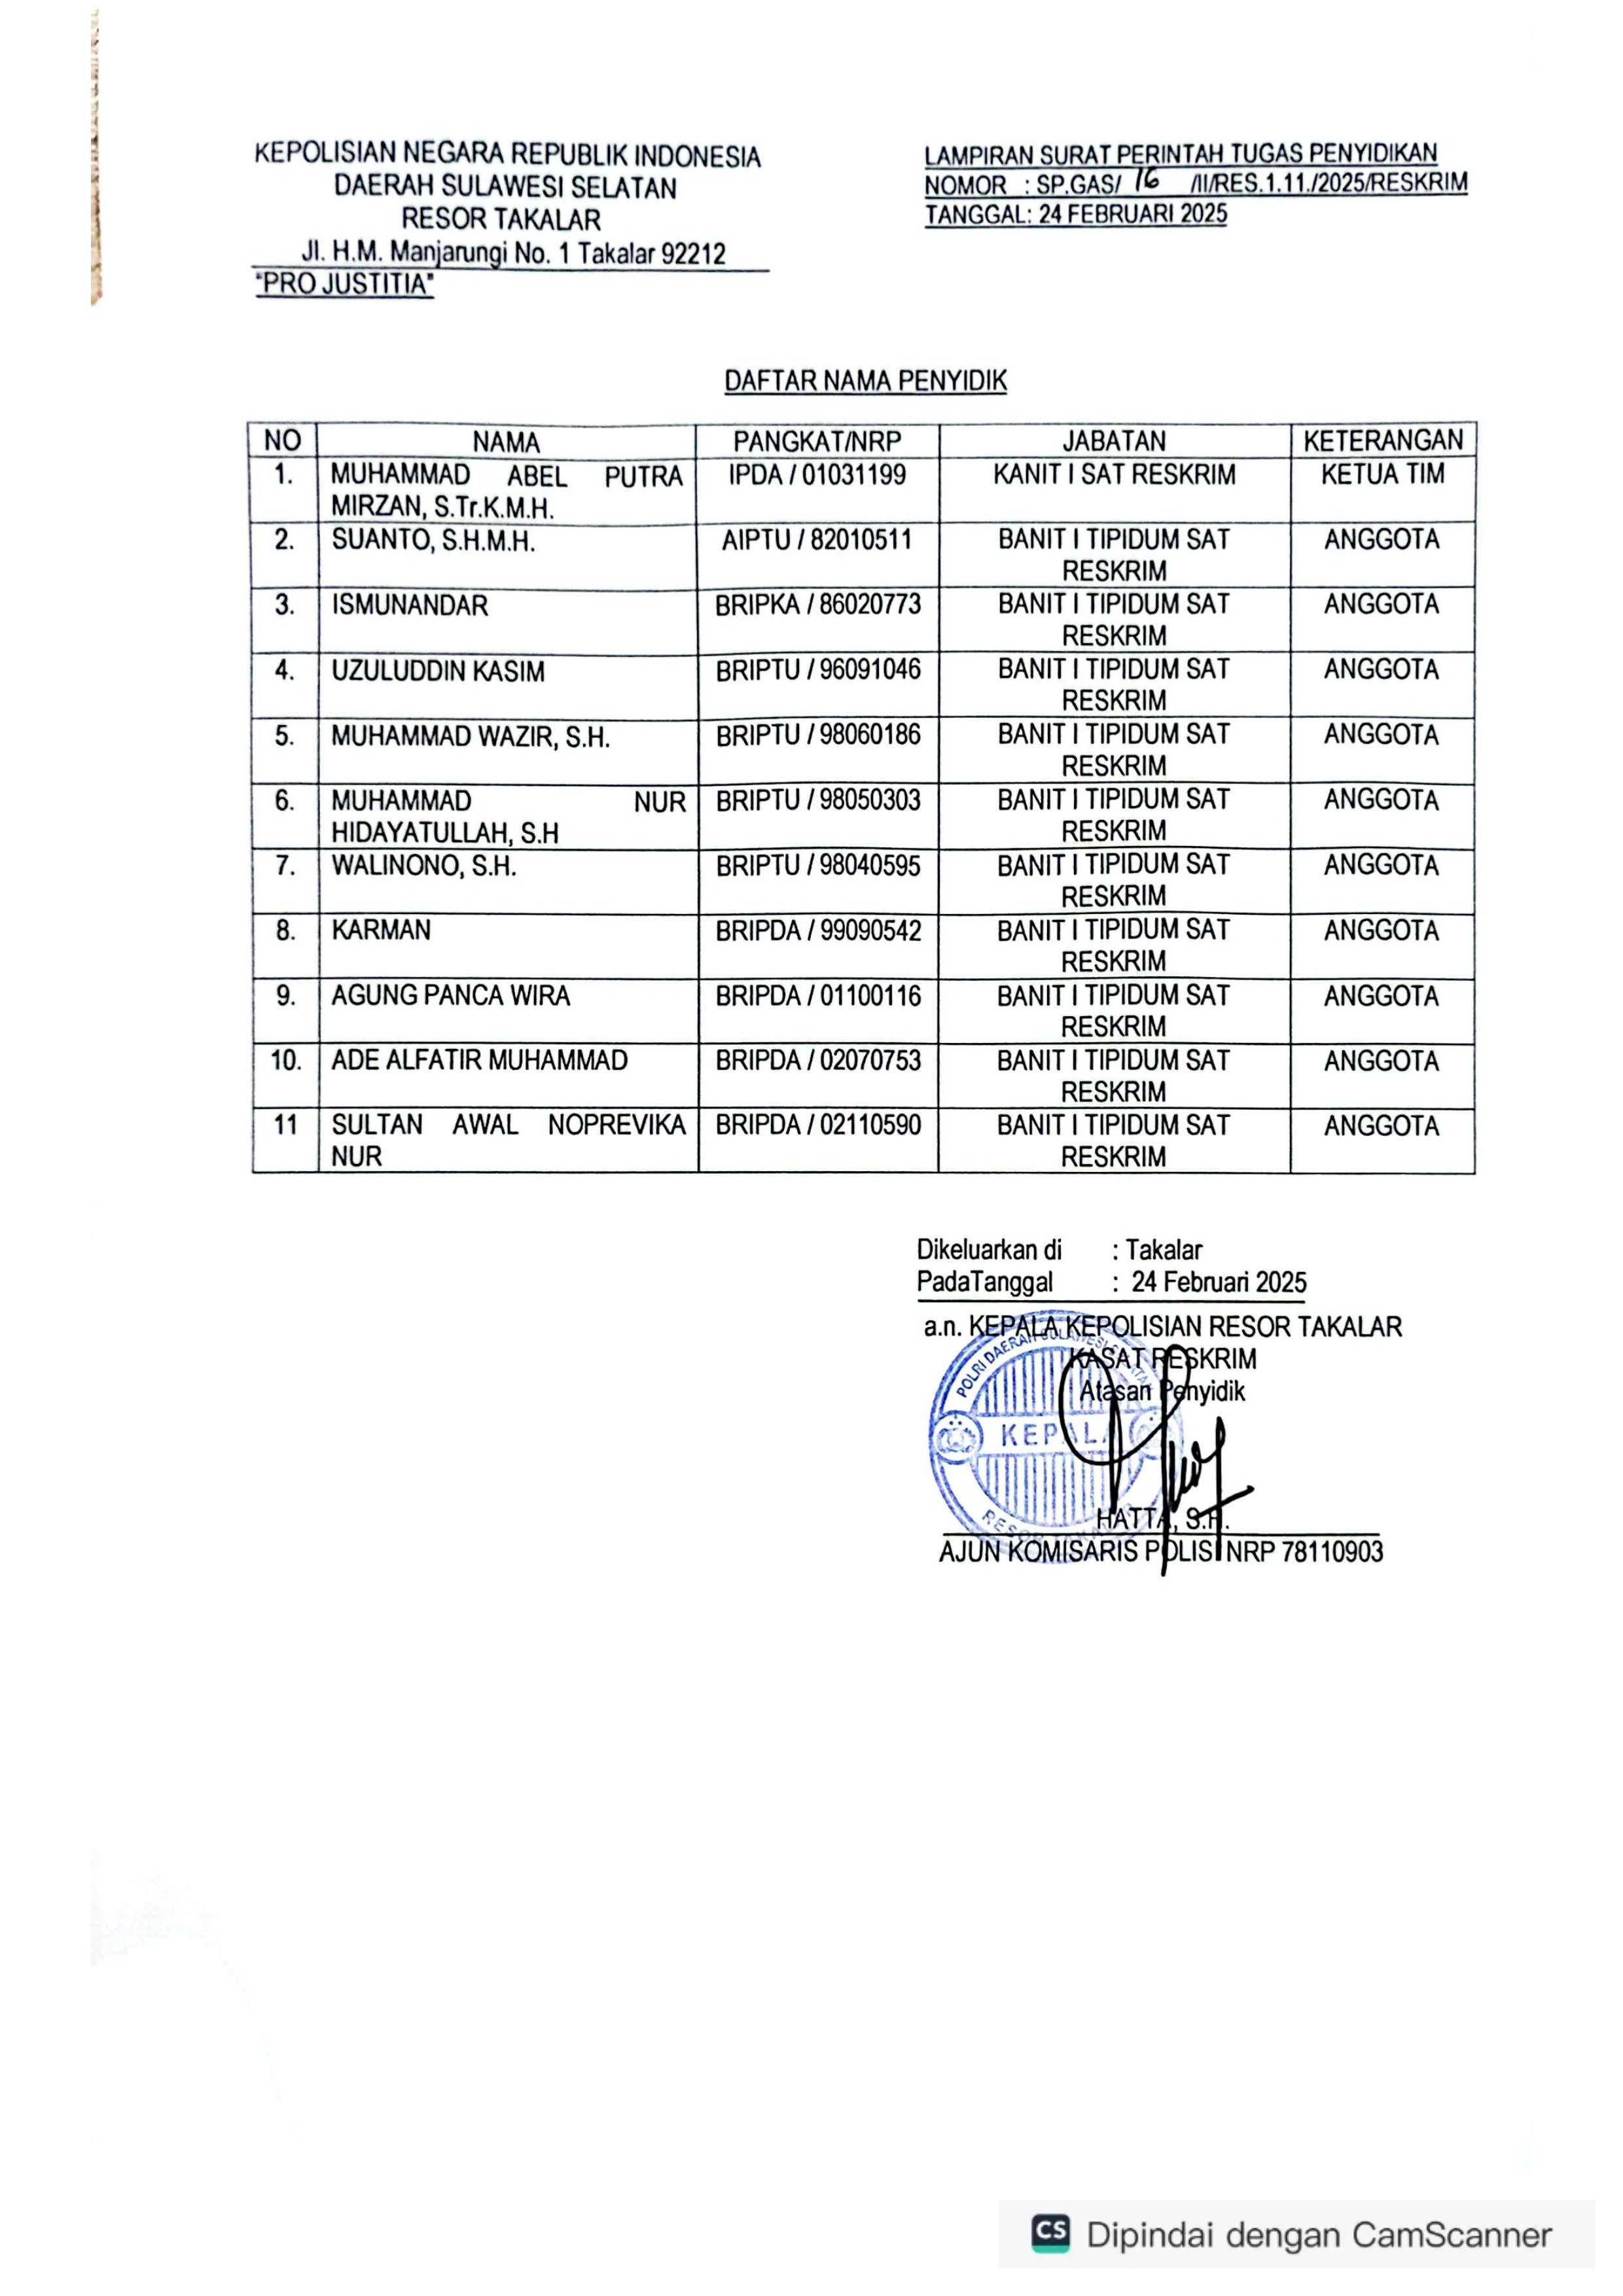 KEPOLISIAN NEGARA REPUBLIK INDONESIA
DAERAH SULAWESI SELATAN
RESOR TAKALAR
Jl. H.M. Manjarungi No. 1 Takalar 92212
"PRO JUSTITIA"
LAMPIRAN SURAT PERINTAH TUGAS PENYIDIKAN
NOMOR : SP.GAS/ 16 /II/RES.1.11./2025/RESKRIM
TANGGAL: 24 FEBRUARI 2025
DAFTAR NAMA PENYIDIK
NO NAMA PANGKAT/NRP JABATAN KETERANGAN
1. MUHAMMAD ABEL PUTRA IPDA / 01031199 KANIT I SAT RESKRIM KETUA TIM
MIRZAN, S.Tr.K.M.H.
2. SUANTO, S.H.M.H. AIPTU / 82010511 BANIT I TIPIDUM SAT ANGGOTA
RESKRIM
3. ISMUNANDAR BRIPKA / 86020773 BANIT I TIPIDUM SAT ANGGOTA
RESKRIM
4. UZULUDDIN KASIM BRIPTU / 96091046 BANIT I TIPIDUM SAT ANGGOTA
RESKRIM
5. MUHAMMAD WAZIR, S.H. BRIPTU / 98060186 BANIT I TIPIDUM SAT ANGGOTA
RESKRIM
6. MUHAMMAD NUR BRIPTU / 98050303 BANIT I TIPIDUM SAT ANGGOTA
HIDAYATULLAH, S.H RESKRIM
7. WALINONO, S.H. BRIPTU / 98040595 BANIT I TIPIDUM SAT ANGGOTA
RESKRIM
8. KARMAN BRIPDA / 99090542 BANIT I TIPIDUM SAT ANGGOTA
RESKRIM
9. AGUNG PANCA WIRA BRIPDA / 01100116 BANIT I TIPIDUM SAT ANGGOTA
RESKRIM
10. ADE ALFATIR MUHAMMAD BRIPDA / 02070753 BANIT I TIPIDUM SAT ANGGOTA
RESKRIM
11 SULTAN AWAL NOPREVIKA BRIPDA / 02110590 BANIT I TIPIDUM SAT ANGGOTA
NUR RESKRIM
Dikeluarkan di : Takalar
PadaTanggal : 24 Februari 2025
a.n. KEPALA KEPOLISIAN RESOR TAKALAR
KASAT RESKRIM
Atasan Penyidik
POLRI DAERAH SULAWESI SELATAN
KEPALA
RESOR TAKALAR
HATTA, S.H.
AJUN KOMISARIS POLISI NRP 78110903
CS Dipindai dengan CamScanner